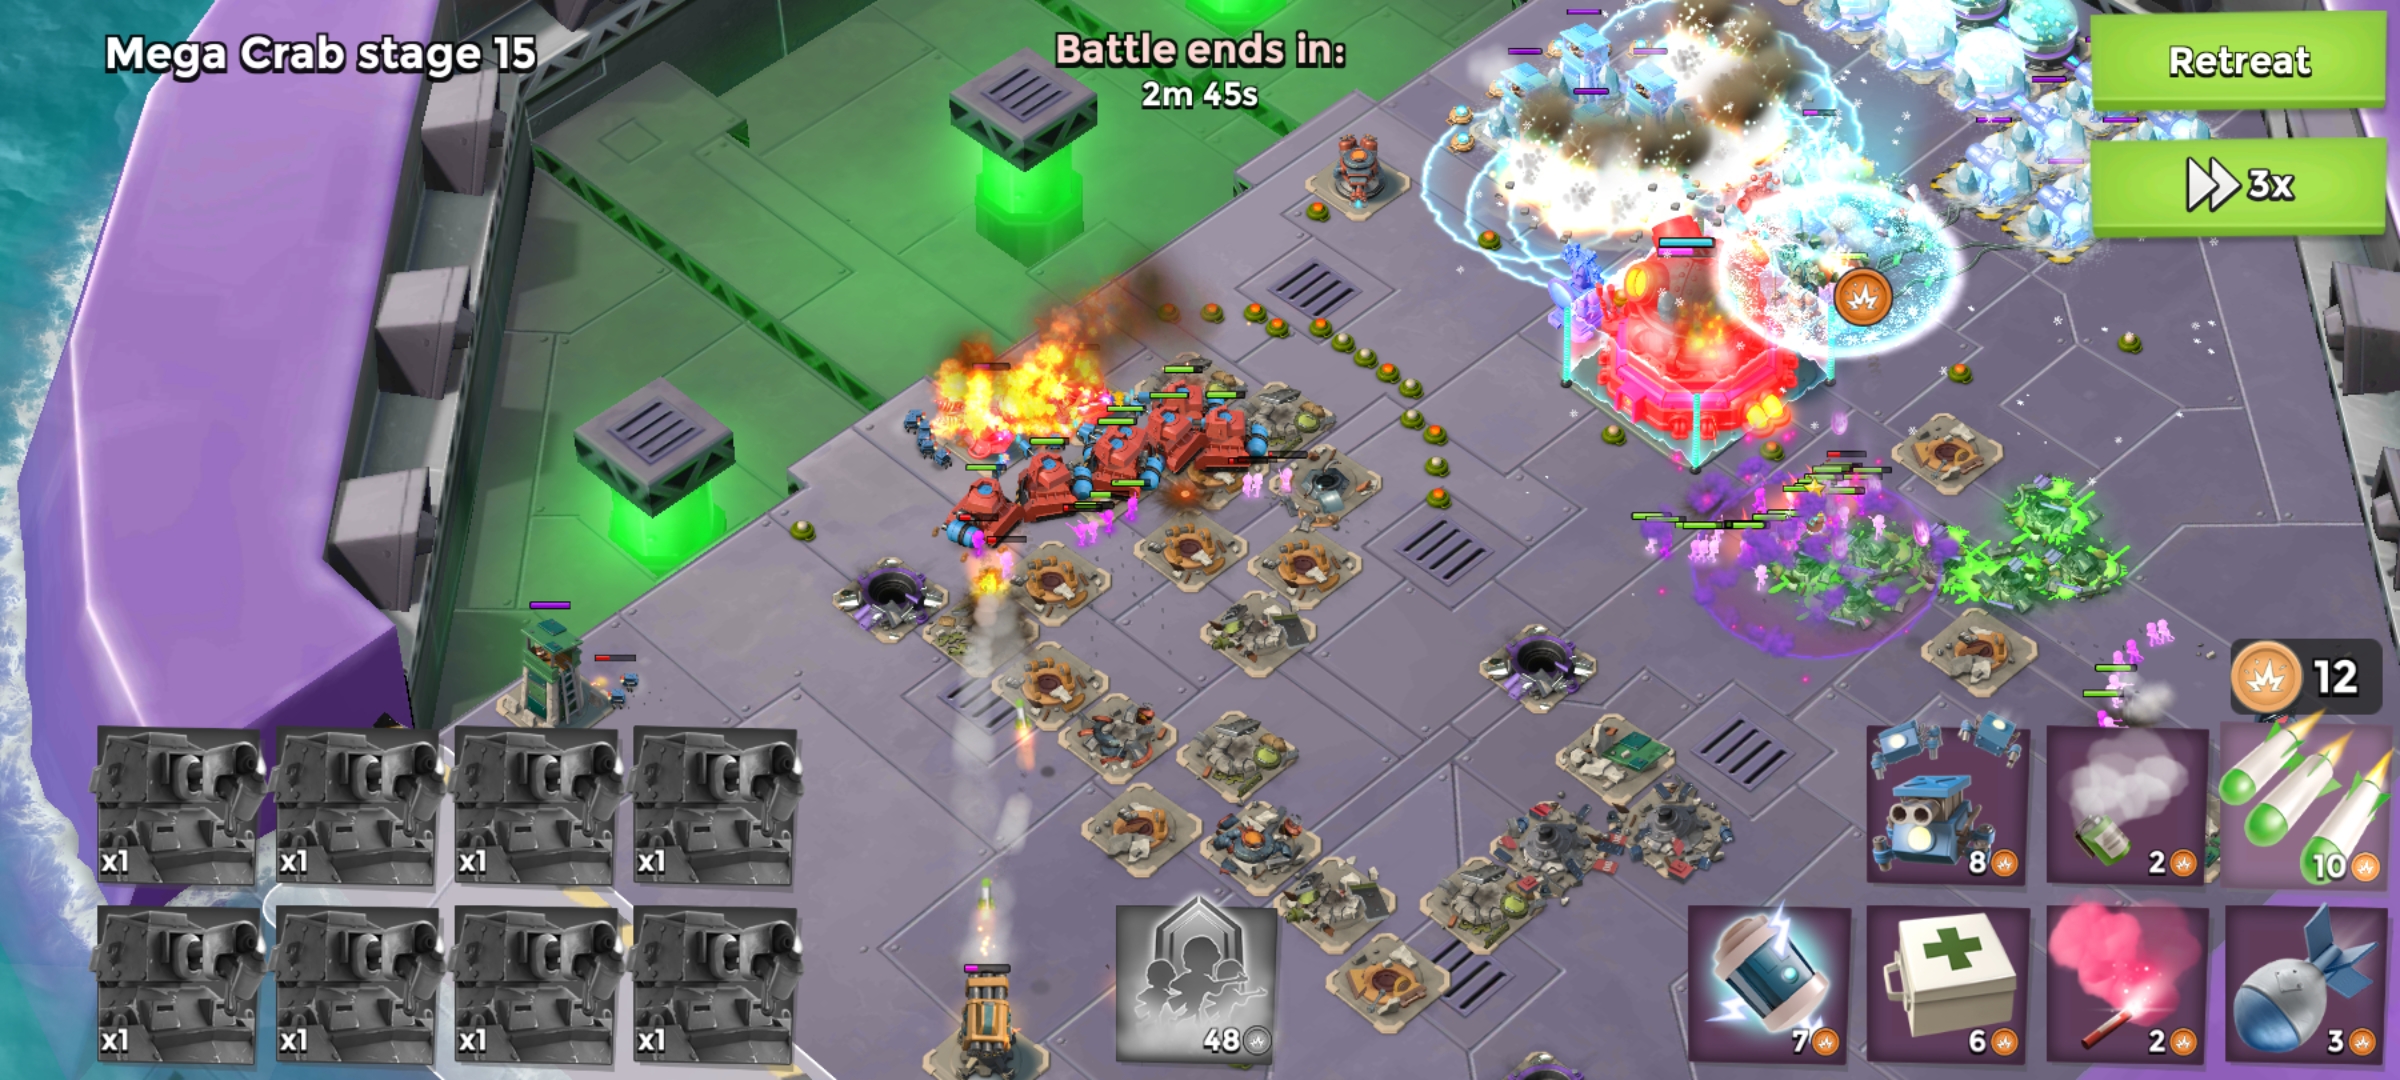 Mega Crab stage 15
Battle ends in:
2m 45s
Retreat
3x
12
x1
x1
x1
x1
8
2
10
x1
x1
x1
x1
48
7
6
2
3